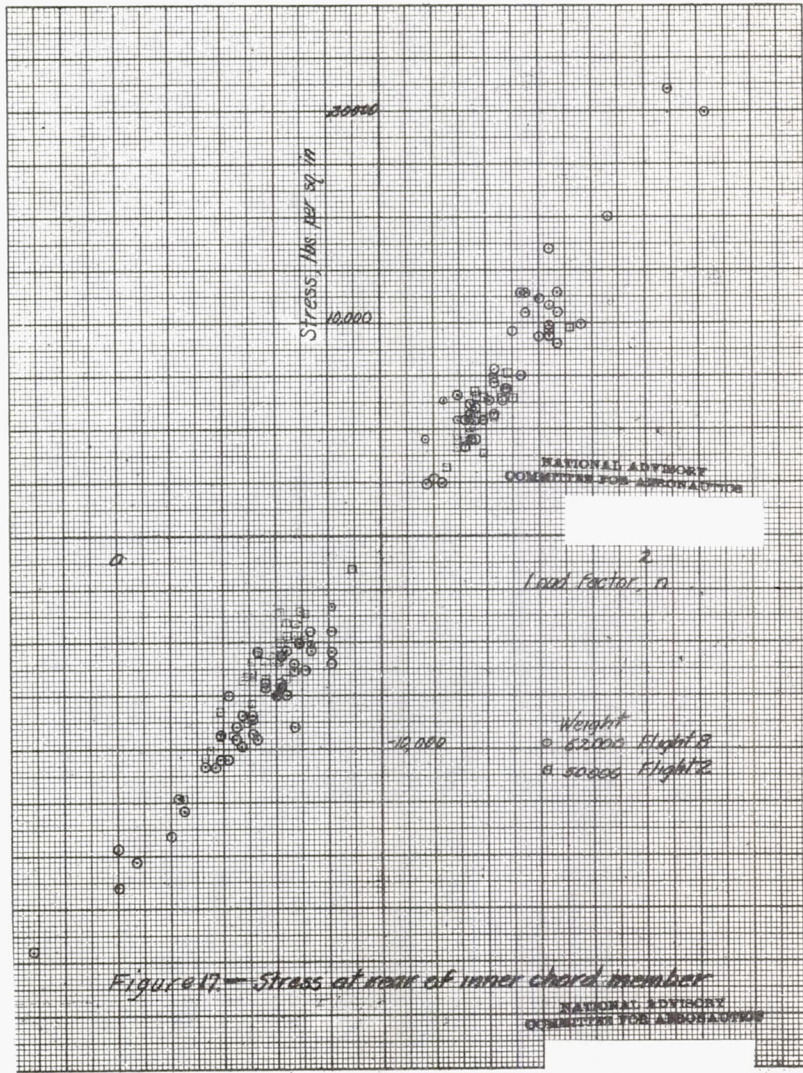 20000
Stress, lbs per sq in
10,000
NATIONAL ADVISORY
COMMITTEE FOR AERONAUTICS
0
2
Load Factor, n
-10,000
Weight
62,000 Flight 8
50,000 Flight 2
Figure 17.— Stress at rear of inner chord member
NATIONAL ADVISORY
COMMITTEE FOR AERONAUTICS